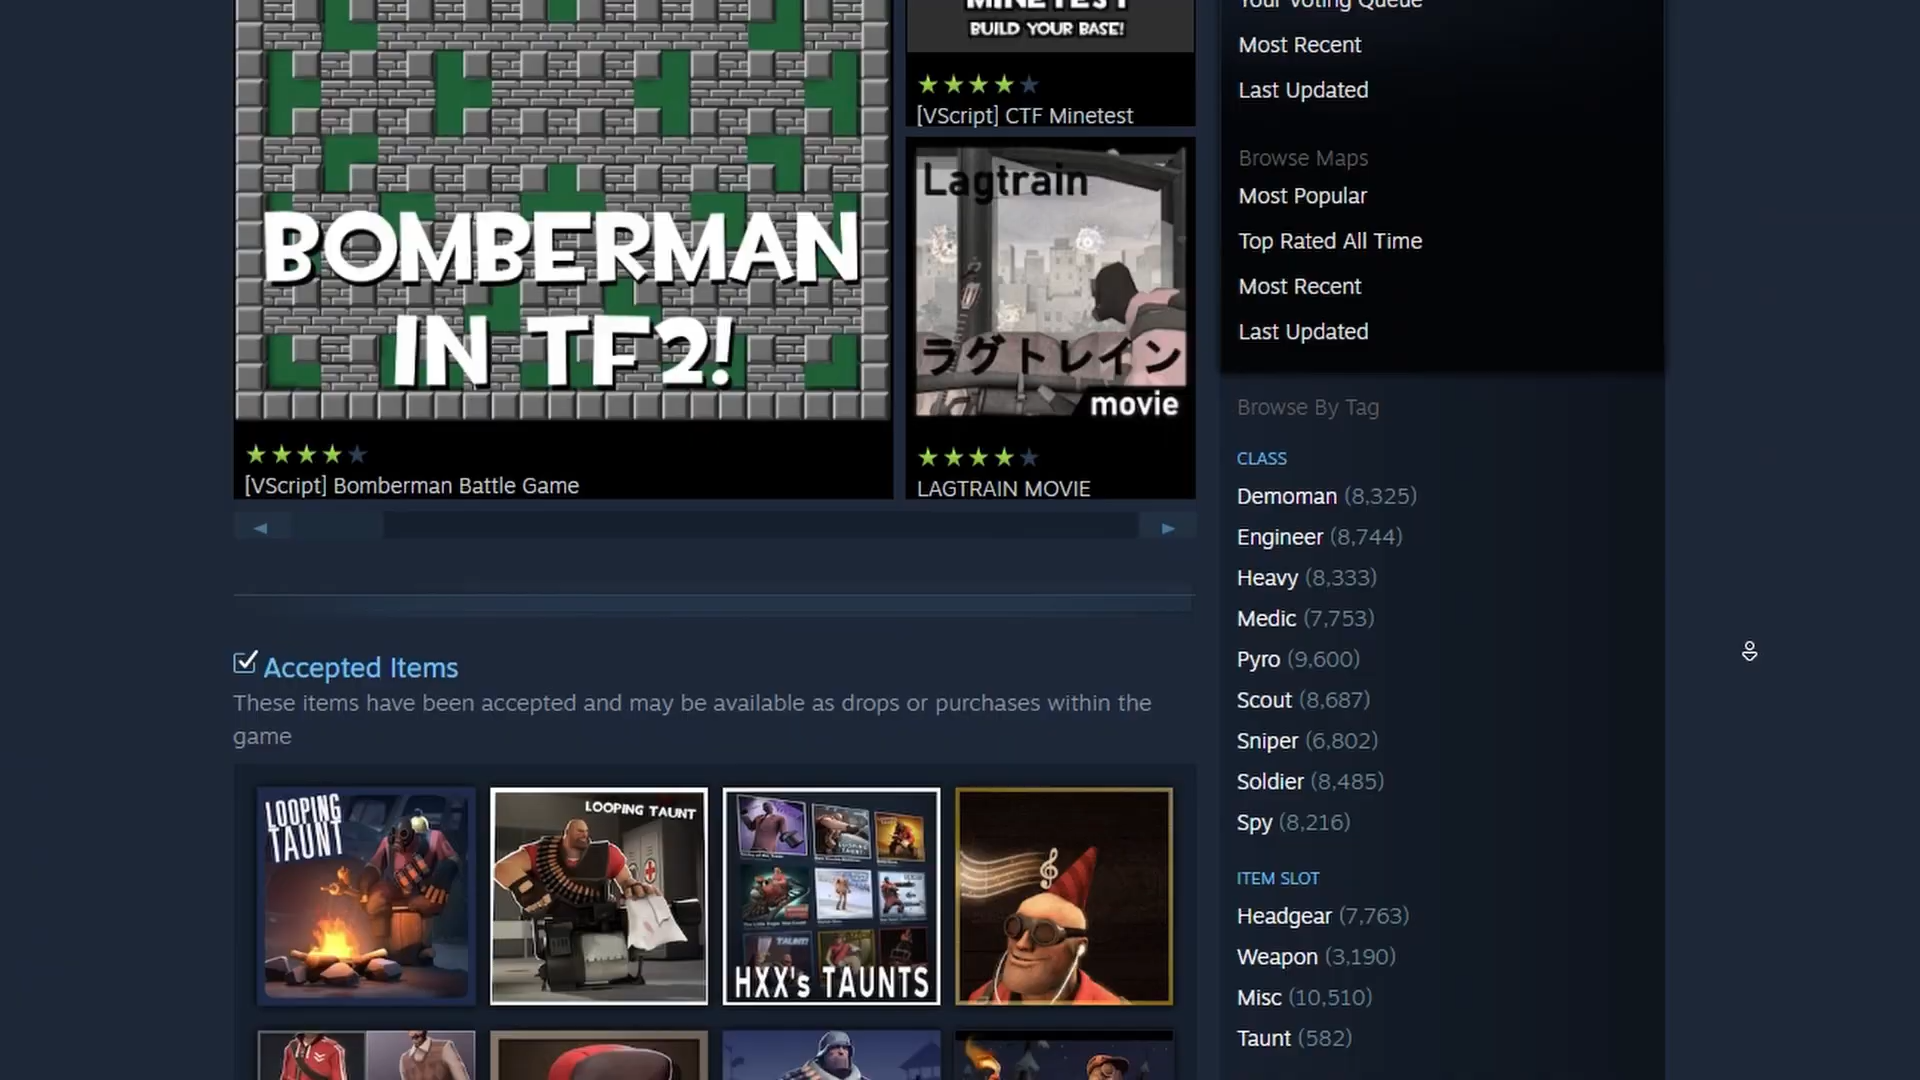 MINETEST
BUILD YOUR BASE!
[VScript] CTF Minetest
BOMBERMAN
IN TF2!
[VScript] Bomberman Battle Game
Lagtrain
ラグトレイン
movie
LAGTRAIN MOVIE
Accepted Items
These items have been accepted and may be available as drops or purchases within the
game
LOOPING
TAUNT
LOOPING TAUNT
HXX's TAUNTS
Your Voting Queue
Most Recent
Last Updated
Browse Maps
Most Popular
Top Rated All Time
Most Recent
Last Updated
Browse By Tag
CLASS
Demoman (8,325)
Engineer (8,744)
Heavy (8,333)
Medic (7,753)
Pyro (9,600)
Scout (8,687)
Sniper (6,802)
Soldier (8,485)
Spy (8,216)
ITEM SLOT
Headgear (7,763)
Weapon (3,190)
Misc (10,510)
Taunt (582)